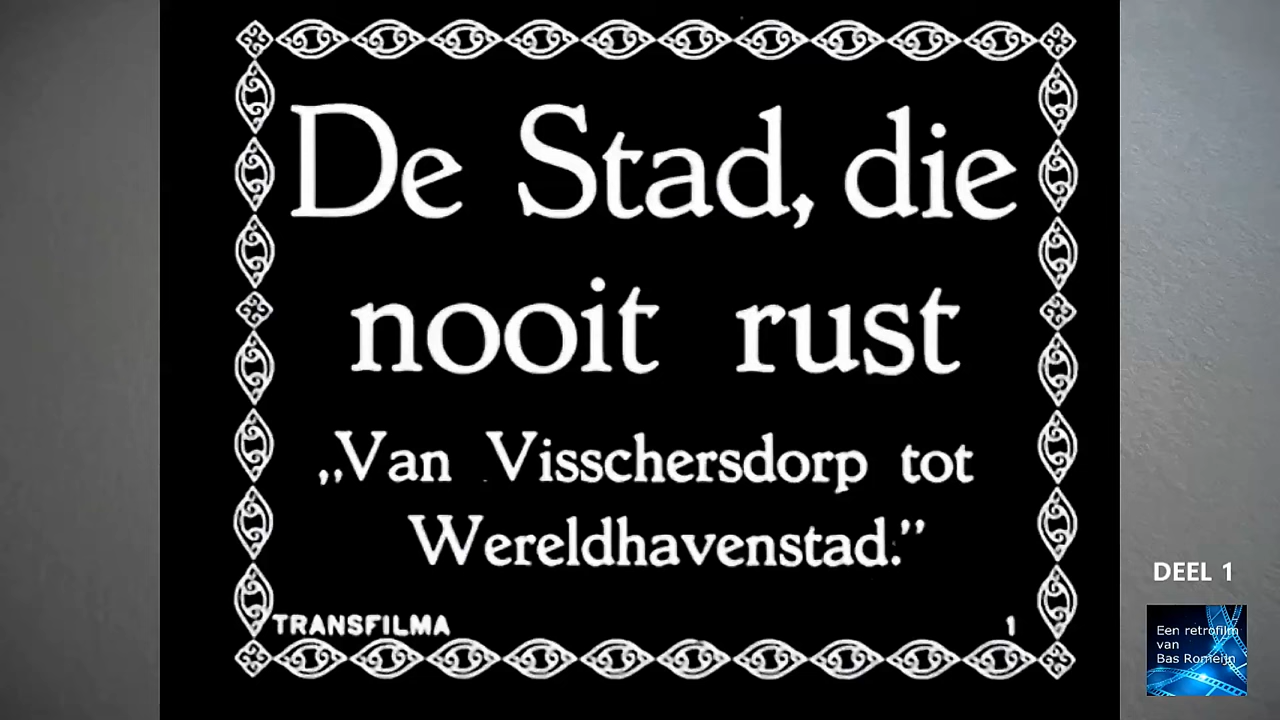 De Stad, die
nooit rust
„Van Visschersdorp tot
Wereldhavenstad.”
TRANSFILMA
1
DEEL 1
Een retrofilm
van
Bas Romeijn